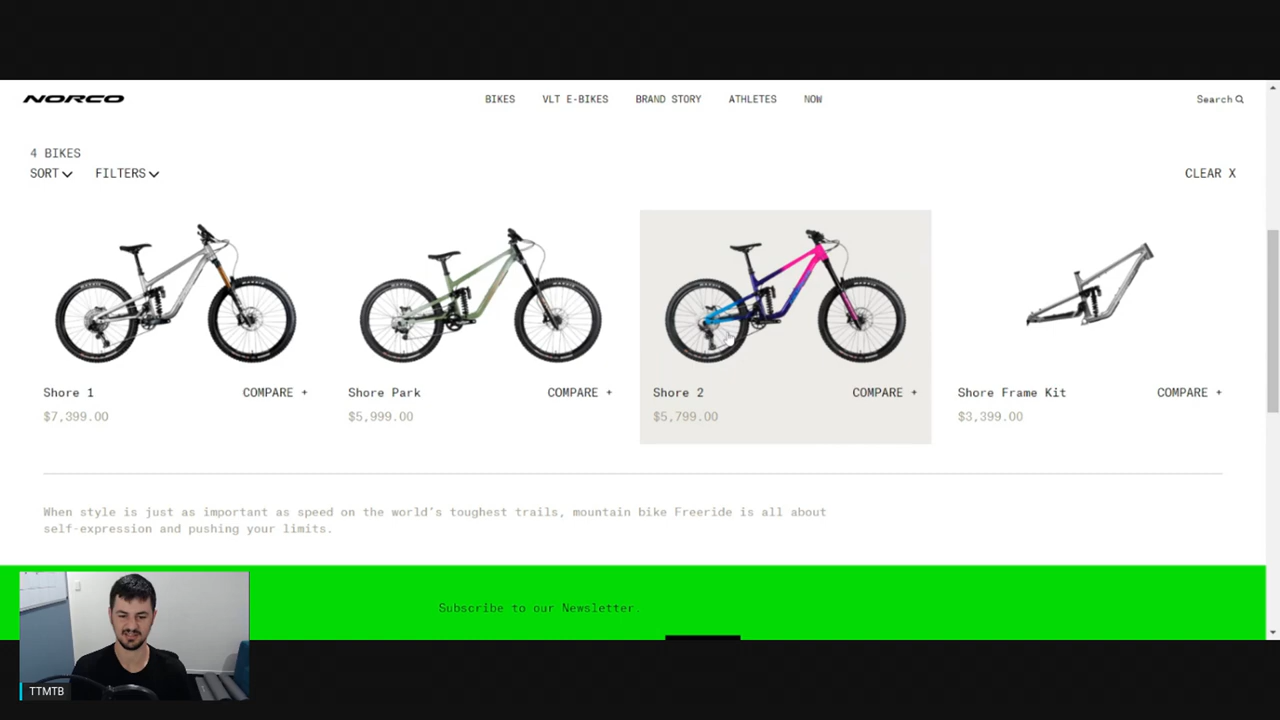 NORCO
BIKES
VLT E-BIKES
BRAND STORY
ATHLETES
NOW
Search
4 BIKES
SORT
FILTERS
CLEAR X
Shore 1
COMPARE +
$7,399.00
Shore Park
COMPARE +
$5,999.00
Shore 2
COMPARE +
$5,799.00
Shore Frame Kit
COMPARE +
$3,399.00
When style is just as important as speed on the world's toughest trails, mountain bike Freeride is all about
self-expression and pushing your limits.
Subscribe to our Newsletter.
TTMTB